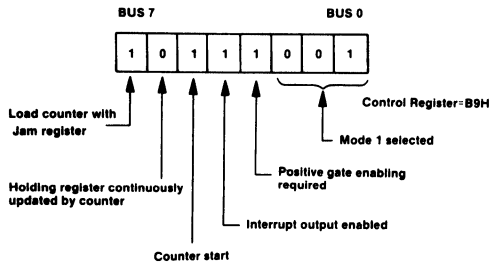 BUS 7 BUS 0
1 0 1 1 1 0 0 1
Load counter with
Jam register
Control Register=B9H
Mode 1 selected
Positive gate enabling
required
Holding register continuously
updated by counter
Interrupt output enabled
Counter start